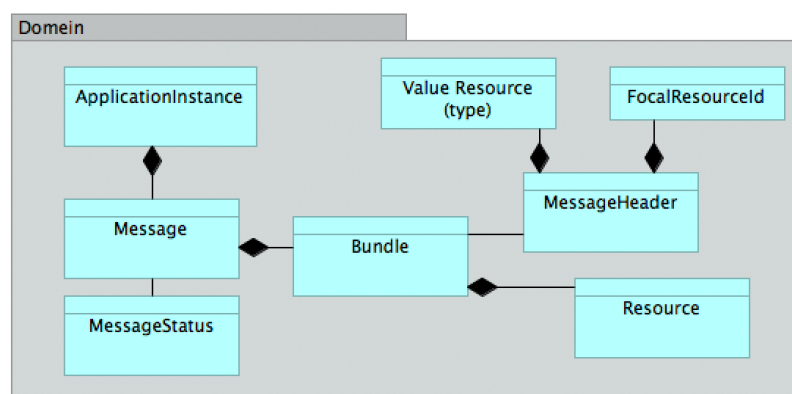 Domein
ApplicationInstance
Value Resource
(type)
FocalResourceId
Message
Bundle
MessageHeader
MessageStatus
Resource